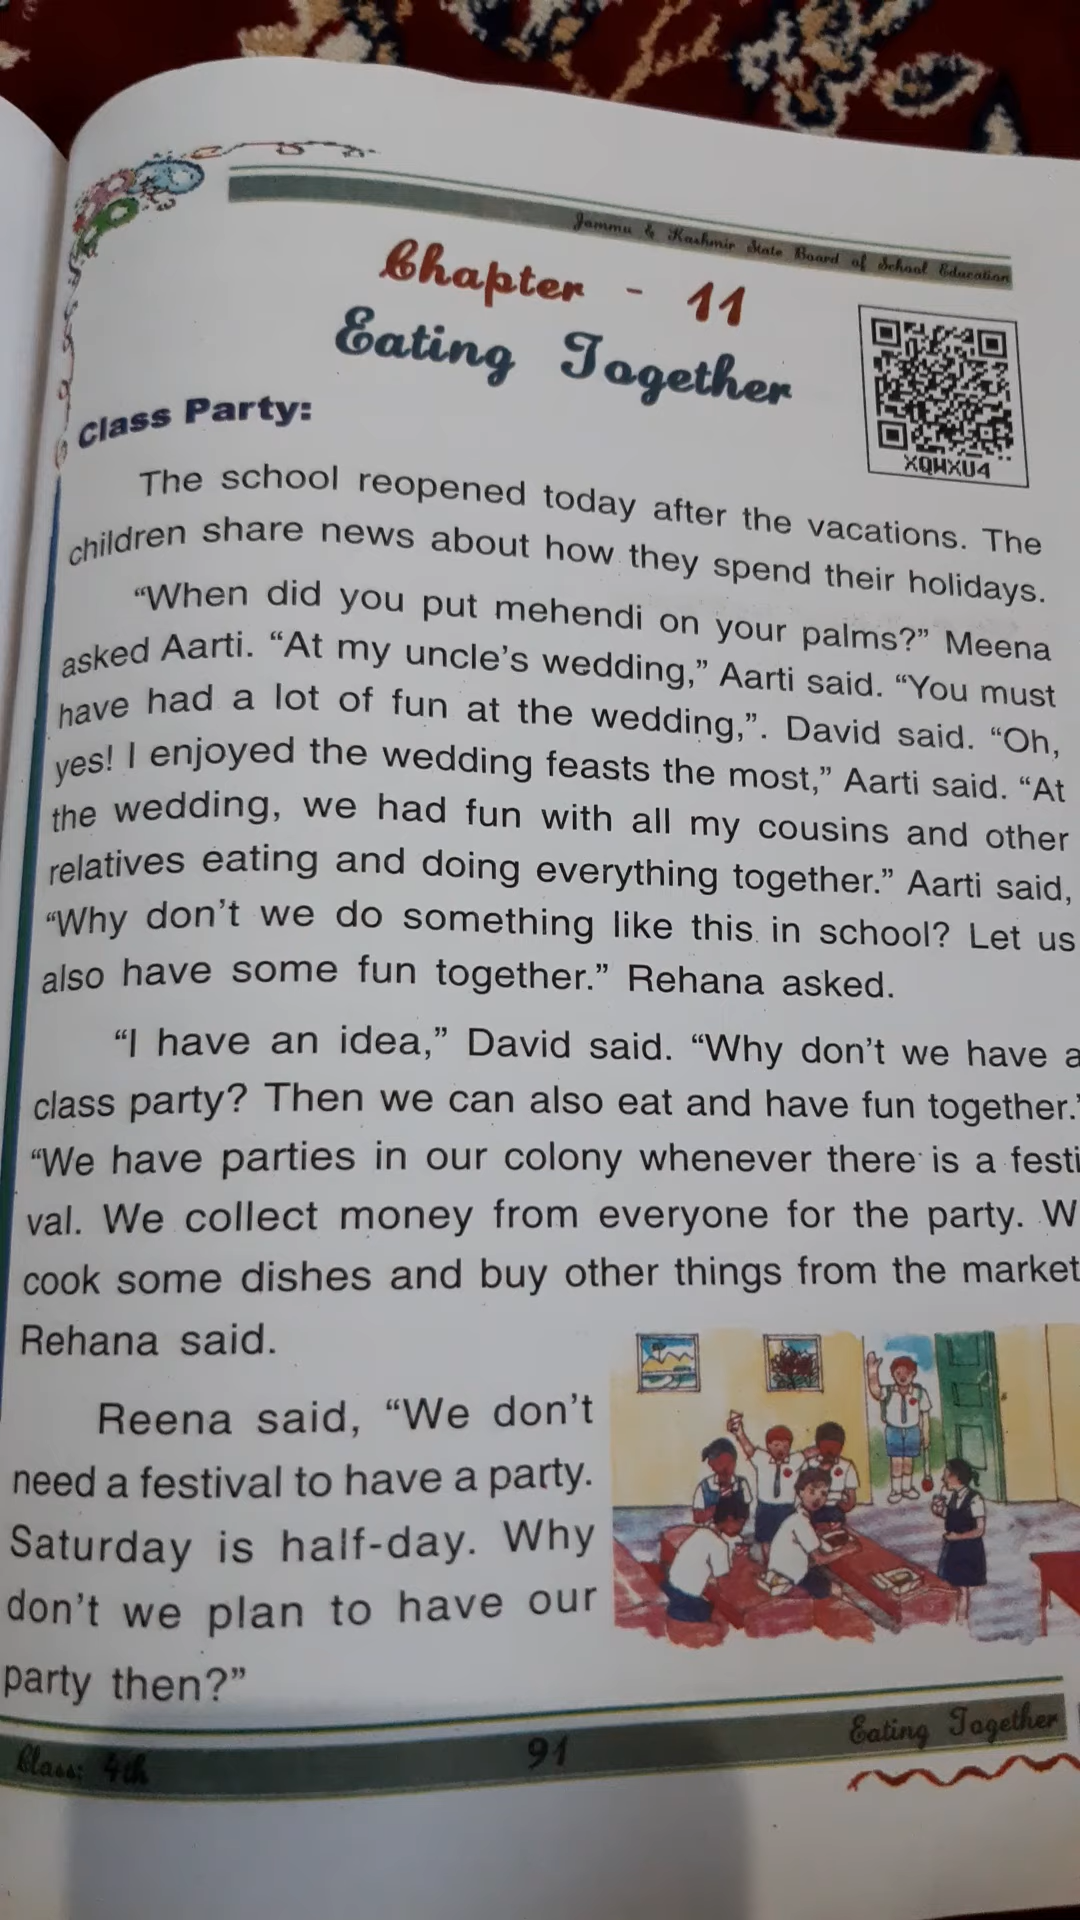 Jammu & Kashmir State Board of School Education
Chapter - 11
Eating Together
XQWXU4
Class Party:
The school reopened today after the vacations. The
children share news about how they spend their holidays.
“When did you put mehendi on your palms?” Meena
asked Aarti. “At my uncle’s wedding,” Aarti said. “You must
have had a lot of fun at the wedding,”. David said. “Oh,
yes! I enjoyed the wedding feasts the most,” Aarti said. “At
the wedding, we had fun with all my cousins and other
relatives eating and doing everything together.” Aarti said,
“Why don’t we do something like this in school? Let us
also have some fun together.” Rehana asked.
“I have an idea,” David said. “Why don’t we have a
class party? Then we can also eat and have fun together.”
“We have parties in our colony whenever there is a festi
val. We collect money from everyone for the party. W
cook some dishes and buy other things from the market
Rehana said.
Reena said, “We don’t
need a festival to have a party.
Saturday is half-day. Why
don’t we plan to have our
party then?”
Class: 4th
91
Eating Together